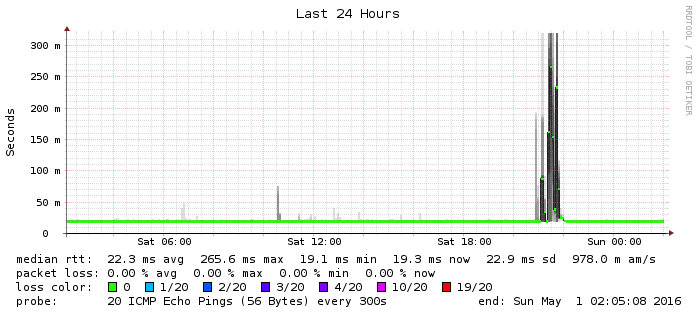 Last 24 Hours
RRDTOOL / TOBI OETIKER
Seconds
300 m
250 m
200 m
150 m
100 m
50 m
0
Sat 06:00 Sat 12:00 Sat 18:00 Sun 00:00
median rtt: 22.3 ms avg 265.6 ms max 19.1 ms min 19.3 ms now 22.9 ms sd 978.0 m am/s
packet loss: 0.00 % avg 0.00 % max 0.00 % min 0.00 % now
loss color: 0 1/20 2/20 3/20 4/20 10/20 19/20
probe: 20 ICMP Echo Pings (56 Bytes) every 300s end: Sun May 1 02:05:08 2016